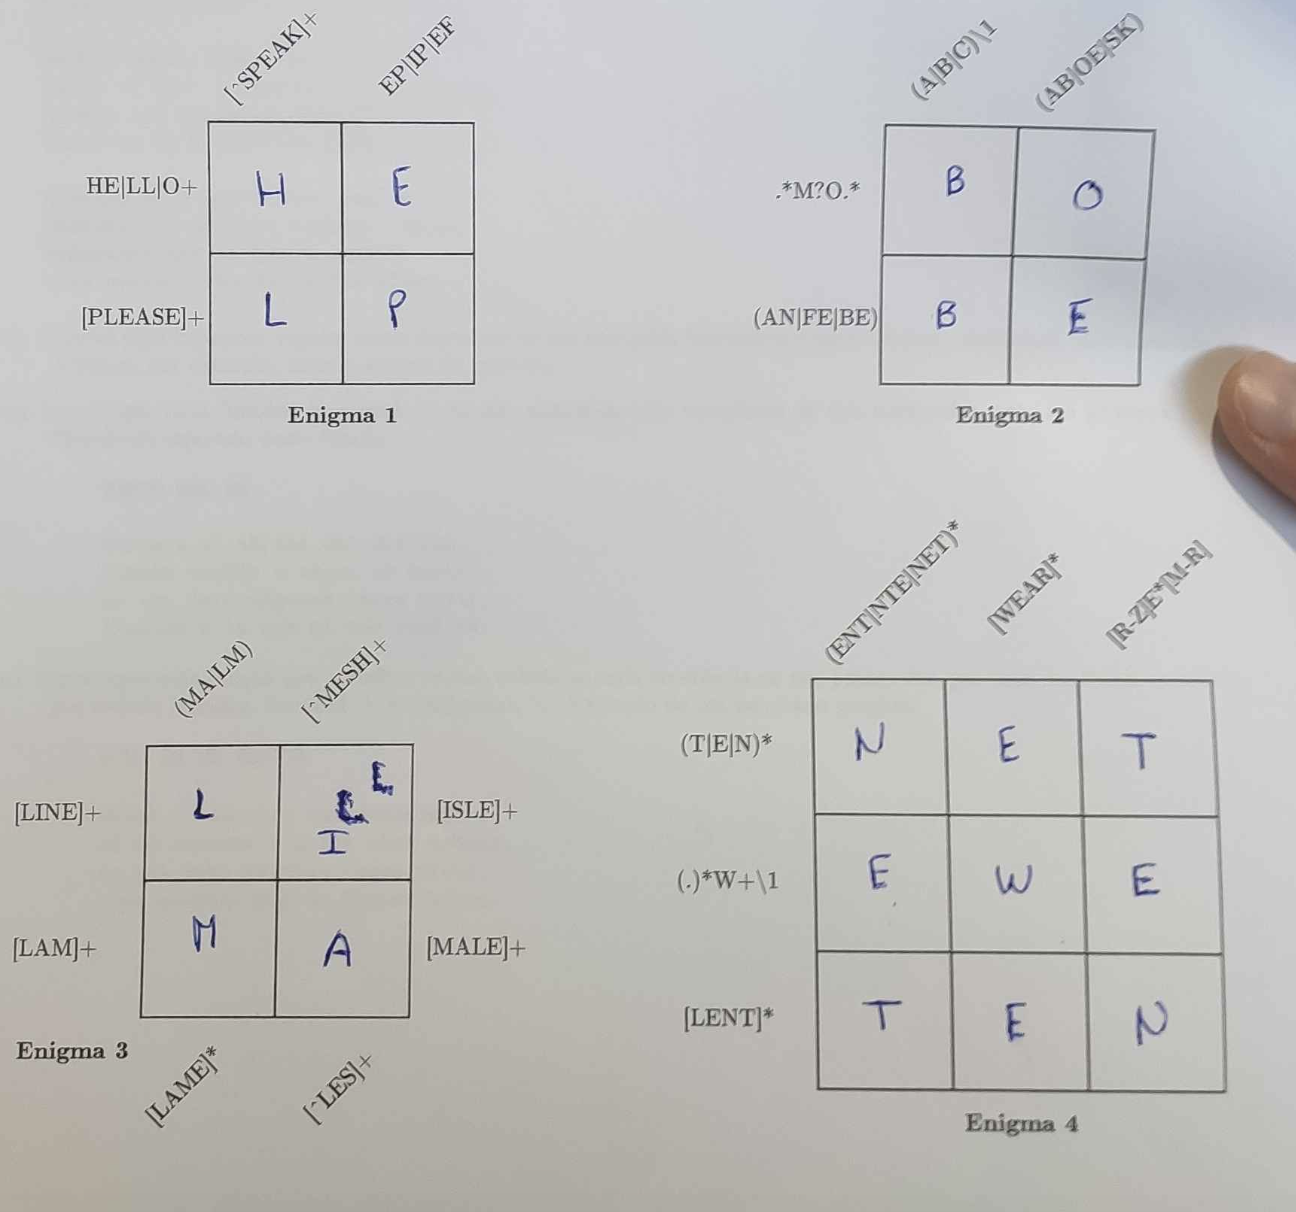 [^SPEAK]+ EP|IP|EF
HE|LL|O+ H E
[PLEASE]+ L P
Enigma 1
(A|B|C)\1 (AB|OE|SK)
.*M?O.* B O
(AN|FE|BE) B E
Enigma 2
(MA|LM) [^MESH]+
[LINE]+ L I [ISLE]+
[LAM]+ M A [MALE]+
Enigma 3
[LAME]* [^LES]+
(ENT|NTE|NET)* [WEAR]* [R-Z]E*[M-R]
(T|E|N)* N E T
(.)*W+\1 E W E
[LENT]* T E N
Enigma 4